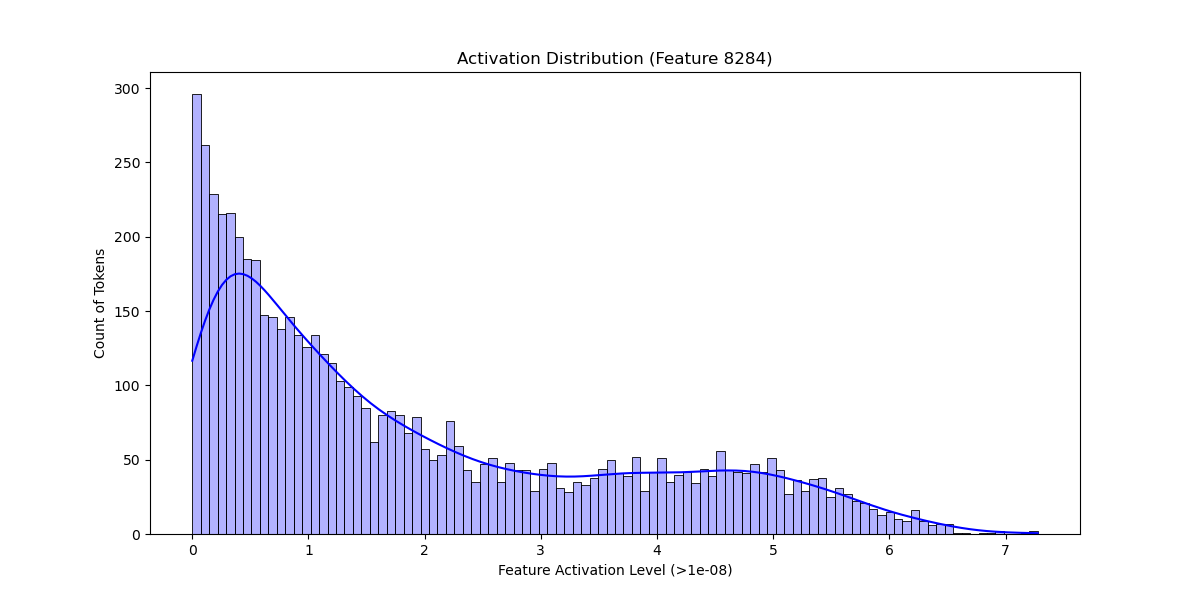 Activation Distribution (Feature 8284)
300
250
200
150
100
50
0
Count of Tokens
0 1 2 3 4 5 6 7
Feature Activation Level (>1e-08)